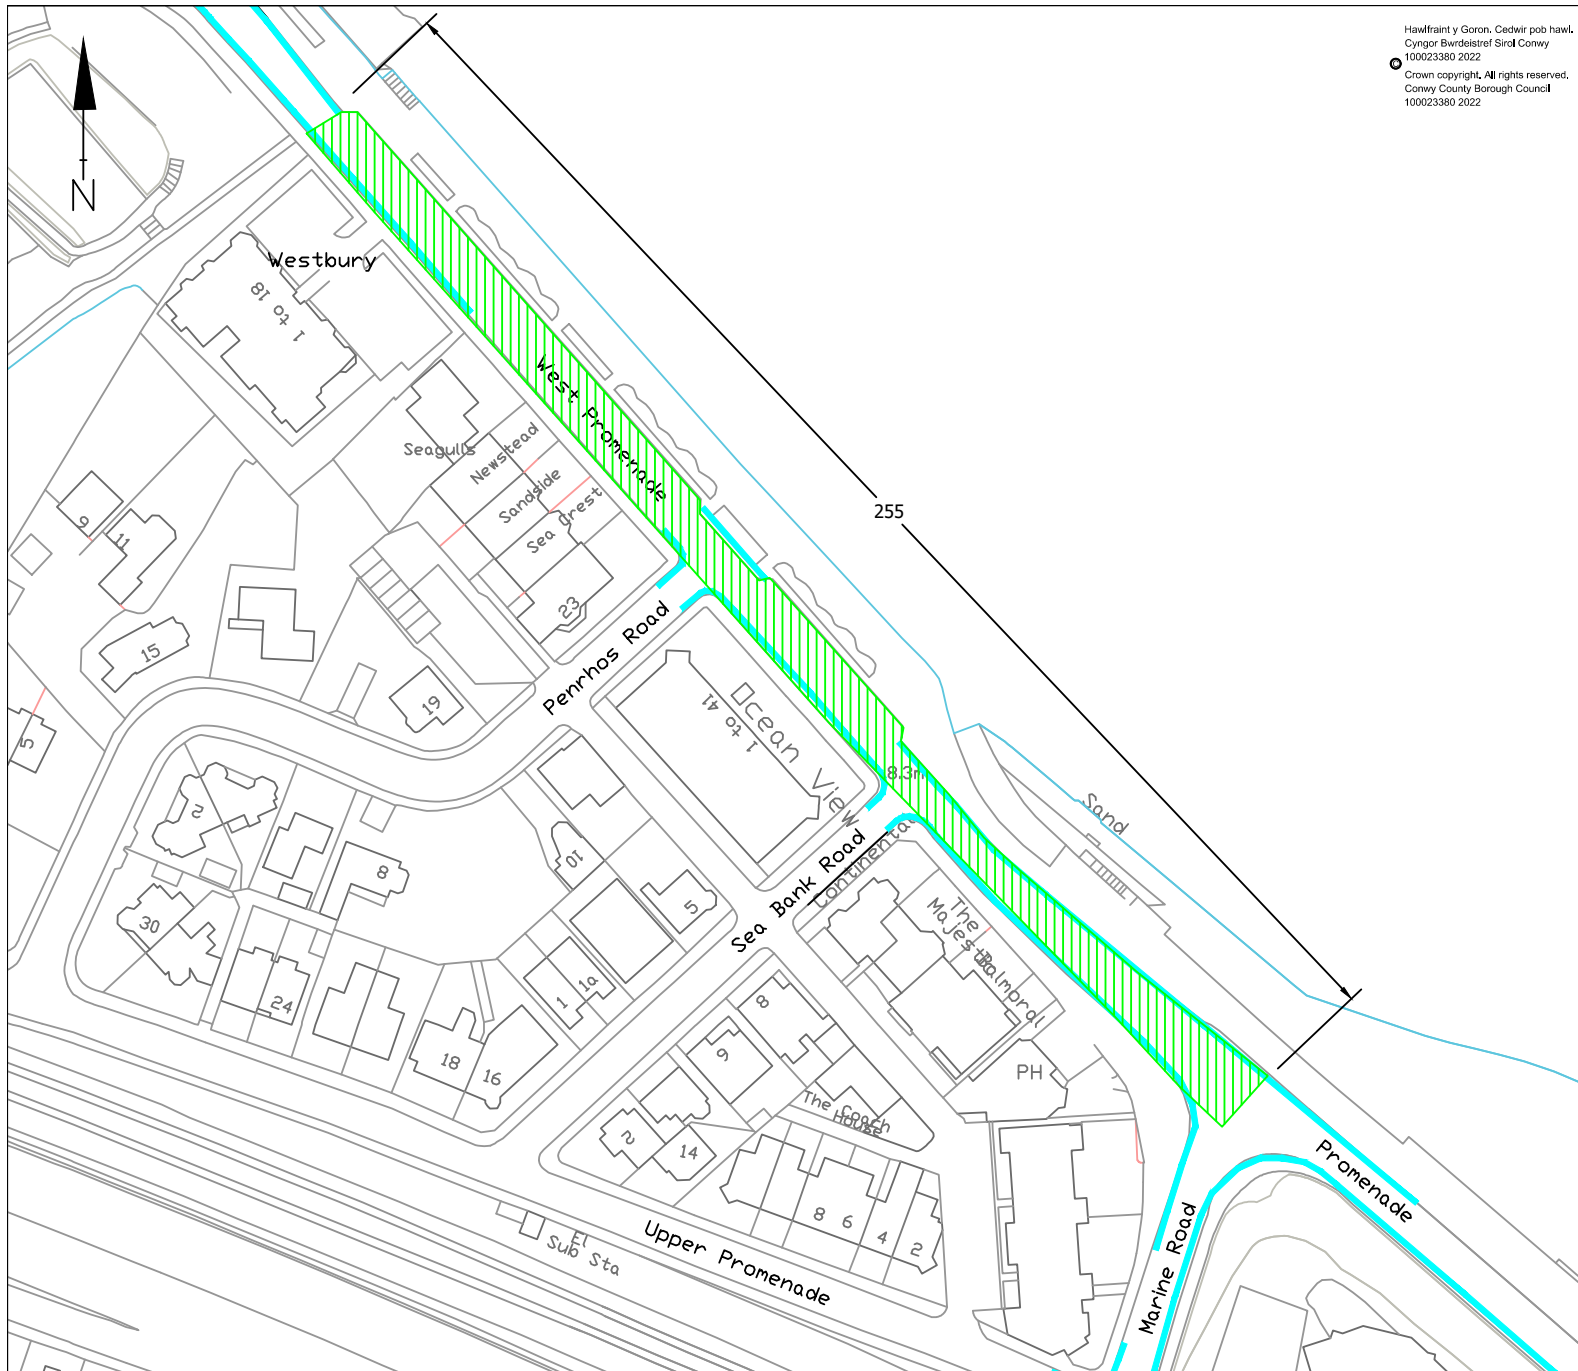 Hawlfraint y Goron. Cedwir pob hawl.
Cyngor Bwrdeistref Sirol Conwy
100023380 2022
©
Crown copyright. All rights reserved.
Conwy County Borough Council
100023380 2022
N
Westbury
1 to 18
West Promenade
Seagulls
Newstead
Sandside
Sea Crest
255
9
11
23
15
Penrhos Road
19
5
1 to 41
Ocean View
8.3m
Sand
2
Continental
Sea Bank Road
10
8
5
The
Majestic
Balmoral
30
24
1
1a
8
18
16
9
PH
The Coach
House
2
14
Promenade
8
6
4
2
El
Sub Sta
Upper Promenade
Marine Road